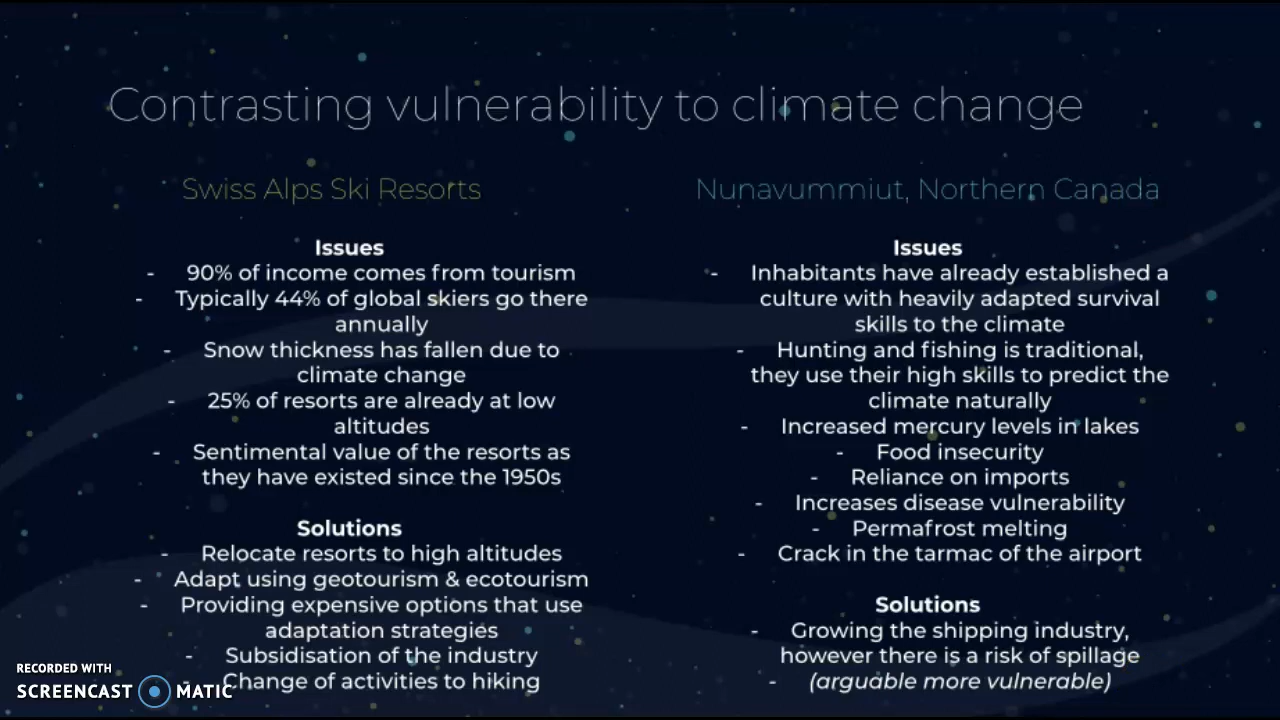 Contrasting vulnerability to climate change
Swiss Alps Ski Resorts
Issues
- 90% of income comes from tourism
- Typically 44% of global skiers go there
annually
- Snow thickness has fallen due to
climate change
- 25% of resorts are already at low
altitudes
- Sentimental value of the resorts as
they have existed since the 1950s
Solutions
- Relocate resorts to high altitudes
- Adapt using geotourism & ecotourism
- Providing expensive options that use
adaptation strategies
- Subsidisation of the industry
- Change of activities to hiking
Nunavummiut, Northern Canada
Issues
- Inhabitants have already established a
culture with heavily adapted survival
skills to the climate
- Hunting and fishing is traditional,
they use their high skills to predict the
climate naturally
- Increased mercury levels in lakes
- Food insecurity
- Reliance on imports
- Increases disease vulnerability
- Permafrost melting
- Crack in the tarmac of the airport
Solutions
- Growing the shipping industry,
however there is a risk of spillage
- (arguable more vulnerable)
RECORDED WITH
SCREENCAST MATIC